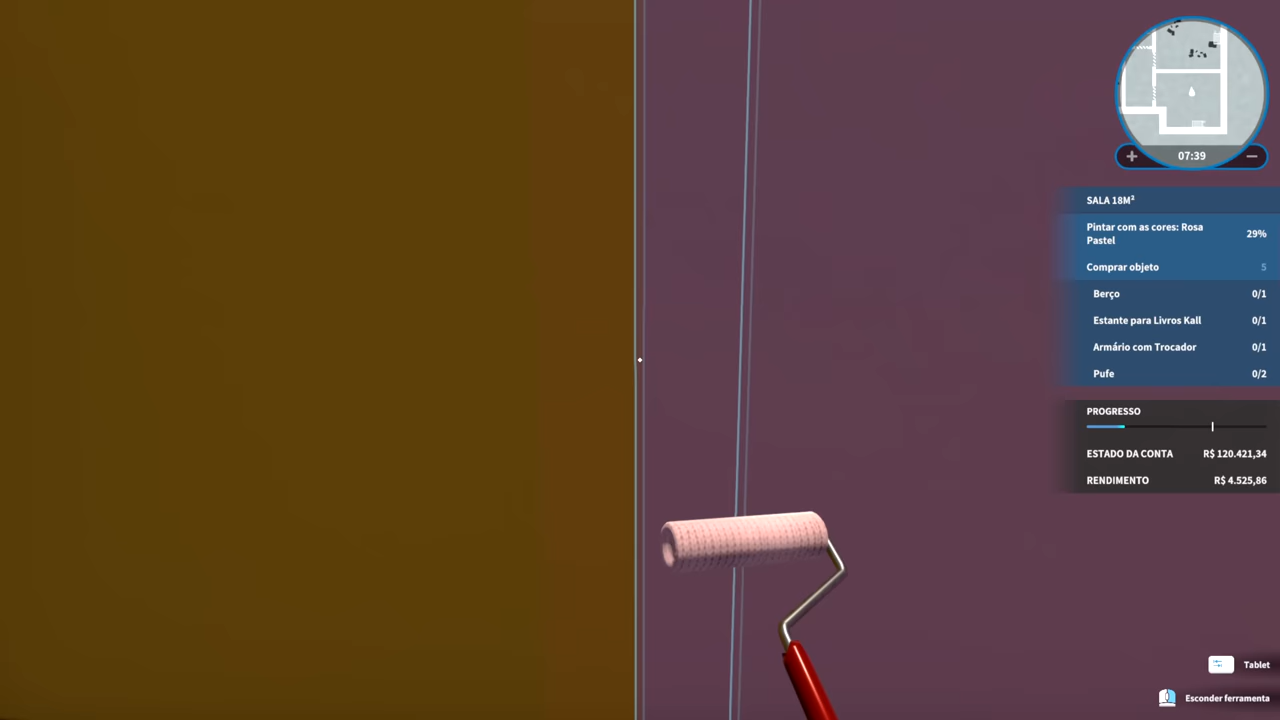 07:39
SALA 18M²
Pintar com as cores: Rosa Pastel 29%
Comprar objeto 5
Berço 0/1
Estante para Livros Kall 0/1
Armário com Trocador 0/1
Pufe 0/2
PROGRESSO
ESTADO DA CONTA R$ 120.421,34
RENDIMENTO R$ 4.525,86
Tablet
Esconder ferramenta